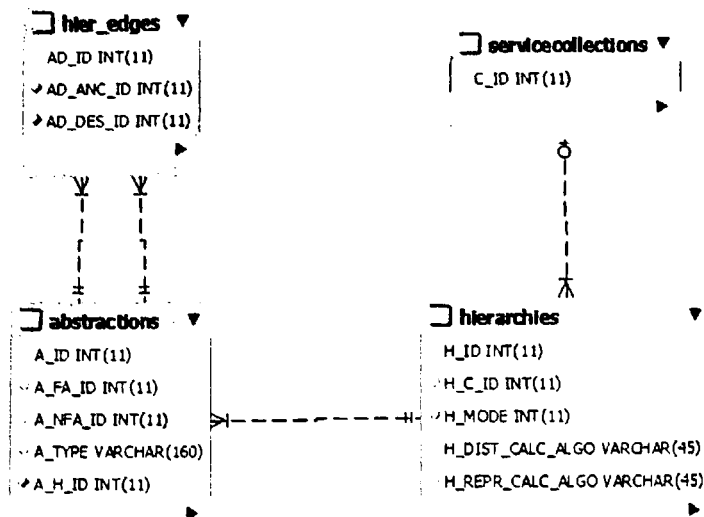 hier_edges
AD_ID INT(11)
AD_ANC_ID INT(11)
AD_DES_ID INT(11)
servicecollections
C_ID INT(11)
abstractions
A_ID INT(11)
A_FA_ID INT(11)
A_NFA_ID INT(11)
A_TYPE VARCHAR(160)
A_H_ID INT(11)
hierarchies
H_ID INT(11)
H_C_ID INT(11)
H_MODE INT(11)
H_DIST_CALC_ALGO VARCHAR(45)
H_REPR_CALC_ALGO VARCHAR(45)